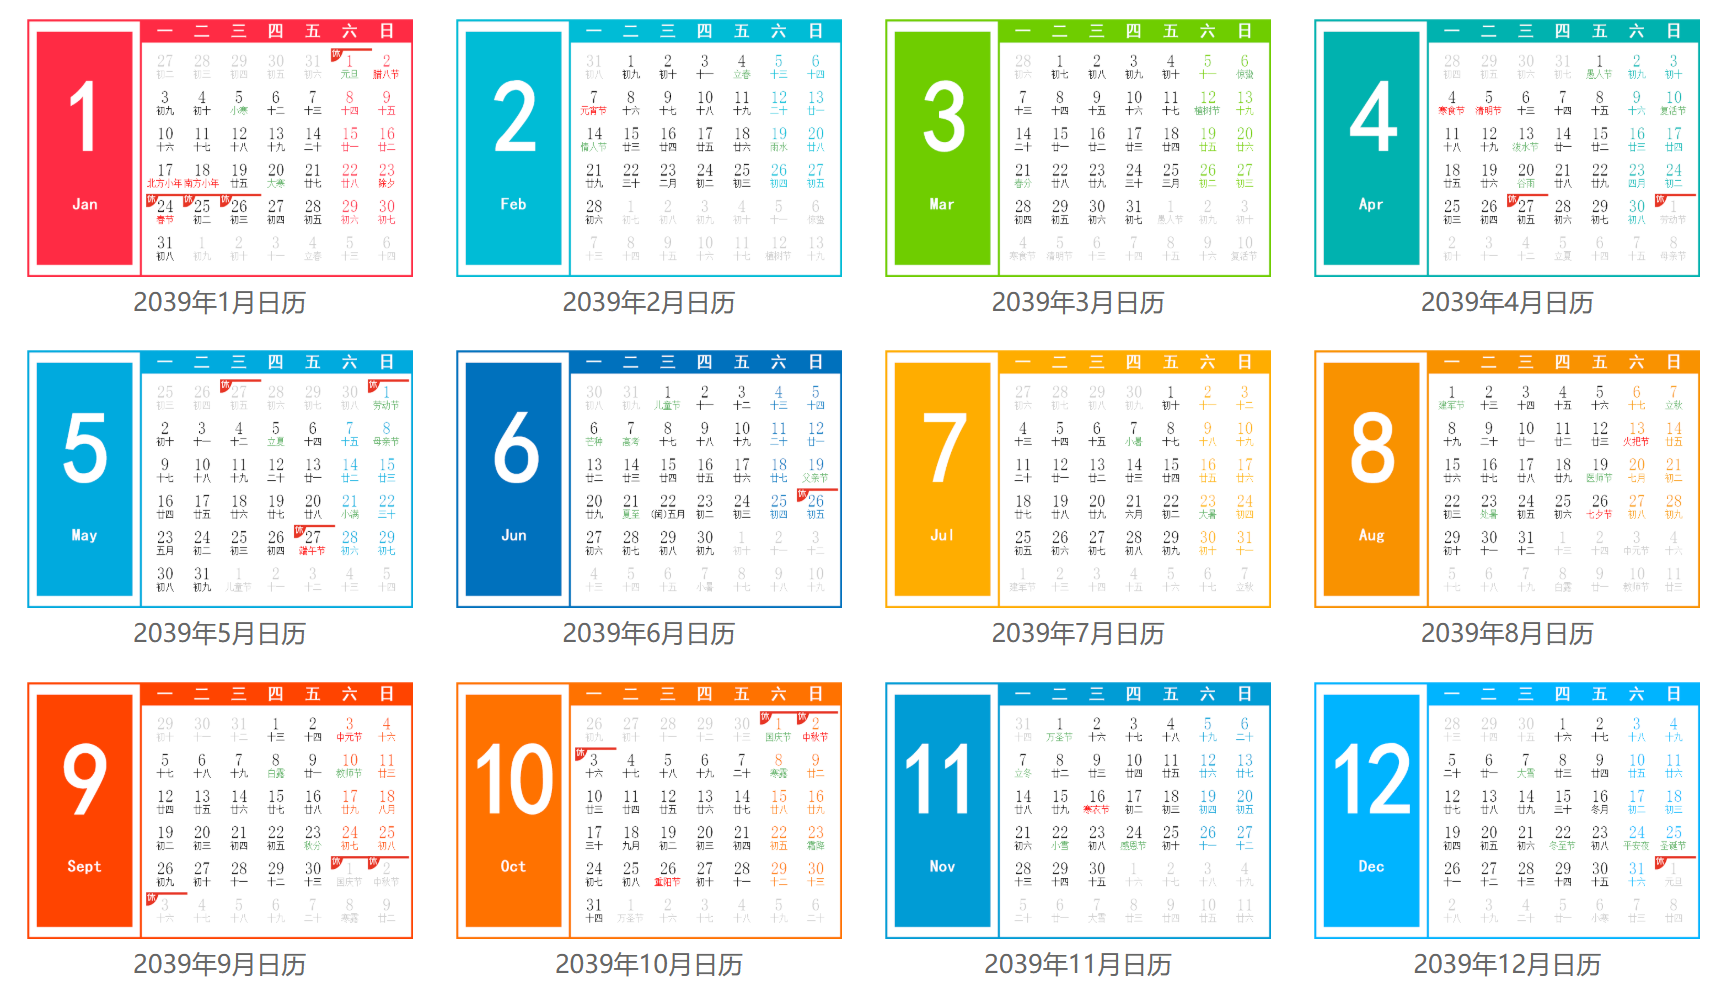 1
Jan
一 二 三 四 五 六 日
27 28 29 30 31 休 1 2
初二 初三 初四 初五 初六 元旦 腊八节
3 4 5 6 7 8 9
初九 初十 小寒 十二 十三 十四 十五
10 11 12 13 14 15 16
十六 十七 十八 十九 二十 廿一 廿二
17 18 19 20 21 22 23
北方小年 南方小年 廿五 大寒 廿七 廿八 除夕
休 24 休 25 休 26 27 28 29 30
春节 初二 初三 初四 初五 初六 初七
31 1 2 3 4 5 6
初八 初九 初十 十一 立春 十三 十四
2039年1月日历
2
Feb
一 二 三 四 五 六 日
31 1 2 3 4 5 6
初八 初九 初十 十一 立春 十三 十四
7 8 9 10 11 12 13
元宵节 十六 十七 十八 十九 二十 廿一
14 15 16 17 18 19 20
情人节 廿三 廿四 廿五 廿六 雨水 廿八
21 22 23 24 25 26 27
廿九 三十 二月 初二 初三 初四 初五
28 1 2 3 4 5 6
初六 初七 初八 初九 初十 十一 惊蛰
7 8 9 10 11 12 13
十三 十四 十五 十六 十七 植树节 十九
2039年2月日历
3
Mar
一 二 三 四 五 六 日
28 1 2 3 4 5 6
初六 初七 初八 初九 初十 十一 惊蛰
7 8 9 10 11 12 13
十三 十四 十五 十六 十七 植树节 十九
14 15 16 17 18 19 20
二十 廿一 廿二 廿三 廿四 廿五 廿六
21 22 23 24 25 26 27
春分 廿八 廿九 三十 三月 初二 初三
28 29 30 31 1 2 3
初四 初五 初六 初七 愚人节 初九 初十
4 5 6 7 8 9 10
寒食节 清明节 十三 十四 十五 十六 复活节
2039年3月日历
4
Apr
一 二 三 四 五 六 日
28 29 30 31 1 2 3
初四 初五 初六 初七 愚人节 初九 初十
4 5 6 7 8 9 10
寒食节 清明节 十三 十四 十五 十六 复活节
11 12 13 14 15 16 17
十八 十九 泼水节 廿一 廿二 廿三 廿四
18 19 20 21 22 23 24
廿五 廿六 谷雨 廿八 廿九 四月 初二
25 26 休 27 28 29 30 休 1
初三 初四 初五 初六 初七 初八 劳动节
2 3 4 5 6 7 8
初十 十一 十二 立夏 十四 十五 母亲节
2039年4月日历
5
May
一 二 三 四 五 六 日
25 26 休 27 28 29 30 休 1
初三 初四 初五 初六 初七 初八 劳动节
2 3 4 5 6 7 8
初十 十一 十二 立夏 十四 十五 母亲节
9 10 11 12 13 14 15
十七 十八 十九 二十 廿一 廿二 廿三
16 17 18 19 20 21 22
廿四 廿五 廿六 廿七 廿八 小满 三十
23 24 25 26 休 27 28 29
五月 初二 初三 初四 端午节 初六 初七
30 31 1 2 3 4 5
初八 初九 儿童节 十一 十二 十三 十四
2039年5月日历
6
Jun
一 二 三 四 五 六 日
30 31 1 2 3 4 5
初八 初九 儿童节 十一 十二 十三 十四
6 7 8 9 10 11 12
芒种 高考 十七 十八 十九 二十 廿一
13 14 15 16 17 18 19
廿二 廿三 廿四 廿五 廿六 廿七 父亲节
20 21 22 23 24 25 休 26
廿九 夏至 (闰)五月 初二 初三 初四 初五
27 28 29 30 1 2 3
初六 初七 初八 初九 初十 十一 十二
4 5 6 7 8 9 10
十三 十四 十五 小暑 十七 十八 十九
2039年6月日历
7
Jul
一 二 三 四 五 六 日
27 28 29 30 1 2 3
初六 初七 初八 初九 初十 十一 十二
4 5 6 7 8 9 10
十三 十四 十五 小暑 十七 十八 十九
11 12 13 14 15 16 17
二十 廿一 廿二 廿三 廿四 廿五 廿六
18 19 20 21 22 23 24
廿七 廿八 廿九 六月 初二 大暑 初四
25 26 27 28 29 30 31
初五 初六 初七 初八 初九 初十 十一
1 2 3 4 5 6 7
建军节 十三 十四 十五 十六 十七 立秋
2039年7月日历
8
Aug
一 二 三 四 五 六 日
1 2 3 4 5 6 7
建军节 十三 十四 十五 十六 十七 立秋
8 9 10 11 12 13 14
十九 二十 廿一 廿二 廿三 火把节 廿五
15 16 17 18 19 20 21
廿六 廿七 廿八 廿九 医师节 七月 初二
22 23 24 25 26 27 28
初三 处暑 初五 初六 七夕节 初八 初九
29 30 31 1 2 3 4
初十 十一 十二 十三 十四 中元节 十六
5 6 7 8 9 10 11
十七 十八 十九 白露 廿一 教师节 廿三
2039年8月日历
9
Sept
一 二 三 四 五 六 日
29 30 31 1 2 3 4
初十 十一 十二 十三 十四 中元节 十六
5 6 7 8 9 10 11
十七 十八 十九 白露 廿一 教师节 廿三
12 13 14 15 16 17 18
廿四 廿五 廿六 廿七 廿八 廿九 八月
19 20 21 22 23 24 25
初二 初三 初四 初五 秋分 初七 初八
26 27 28 29 30 休 1 休 2
初九 初十 十一 十二 十三 国庆节 中秋节
休 3 4 5 6 7 8 9
十六 十七 十八 十九 二十 寒露 廿二
2039年9月日历
10
Oct
一 二 三 四 五 六 日
26 27 28 29 30 休 1 休 2
初九 初十 十一 十二 十三 国庆节 中秋节
休 3 4 5 6 7 8 9
十六 十七 十八 十九 二十 寒露 廿二
10 11 12 13 14 15 16
廿三 廿四 廿五 廿六 廿七 廿八 廿九
17 18 19 20 21 22 23
三十 九月 初二 初三 初四 初五 霜降
24 25 26 27 28 29 30
初七 初八 重阳节 初十 十一 十二 十三
31 1 2 3 4 5 6
十四 万圣节 十六 十七 十八 十九 二十
2039年10月日历
11
Nov
一 二 三 四 五 六 日
31 1 2 3 4 5 6
十四 万圣节 十六 十七 十八 十九 二十
7 8 9 10 11 12 13
立冬 廿二 廿三 廿四 廿五 廿六 廿七
14 15 16 17 18 19 20
廿八 廿九 寒衣节 初二 初三 初四 初五
21 22 23 24 25 26 27
初六 小雪 初八 感恩节 初十 十一 十二
28 29 30 1 2 3 4
十三 十四 十五 十六 十七 十八 十九
5 6 7 8 9 10 11
二十 廿一 大雪 廿三 廿四 廿五 廿六
2039年11月日历
12
Dec
一 二 三 四 五 六 日
28 29 30 1 2 3 4
十三 十四 十五 十六 十七 十八 十九
5 6 7 8 9 10 11
二十 廿一 大雪 廿三 廿四 廿五 廿六
12 13 14 15 16 17 18
廿七 廿八 廿九 三十 冬月 初二 初三
19 20 21 22 23 24 25
初四 初五 初六 冬至节 初八 平安夜 圣诞节
26 27 28 29 30 31 休 1
十一 十二 十三 十四 十五 十六 元旦
2 3 4 5 6 7 8
十八 十九 二十 廿一 小寒 廿三 廿四
2039年12月日历